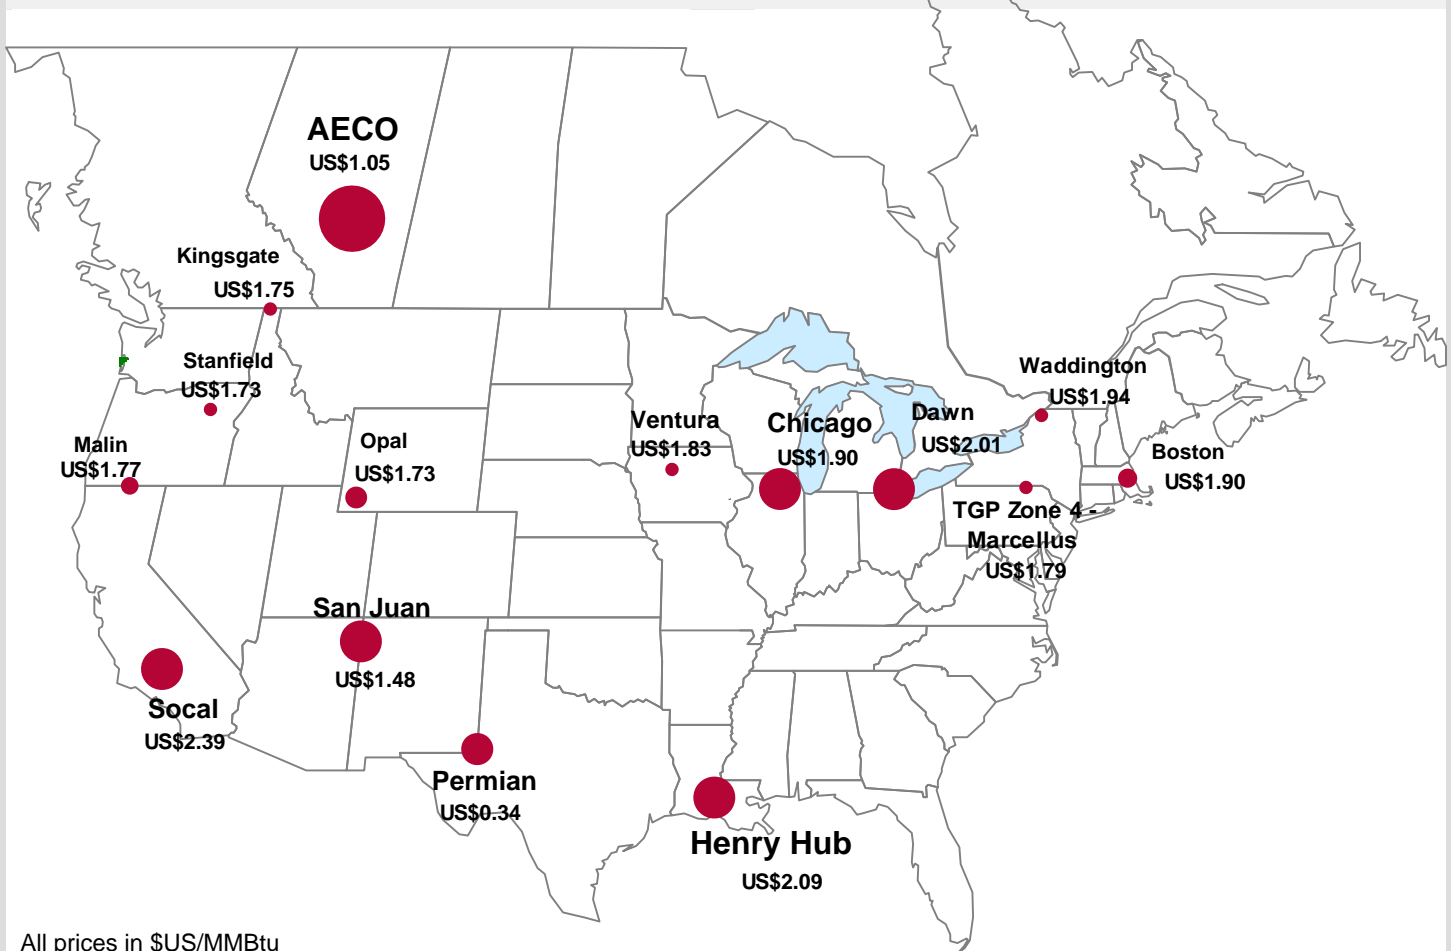 AECO
US$1.05
Kingsgate
US$1.75
Stanfield
US$1.73
Malin
US$1.77
Opal
US$1.73
Ventura
US$1.83
Chicago
US$1.90
Dawn
US$2.01
Waddington
US$1.94
Boston
US$1.90
TGP Zone 4 -
Marcellus
US$1.79
San Juan
US$1.48
Socal
US$2.39
Permian
US$0.34
Henry Hub
US$2.09
All prices in $US/MMBtu